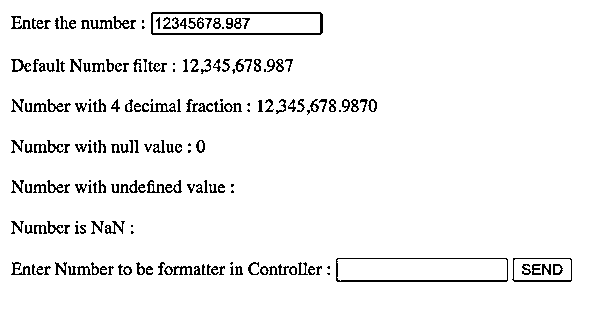 Enter the number : 12345678.987
Default Number filter : 12,345,678.987
Number with 4 decimal fraction : 12,345,678.9870
Number with null value : 0
Number with undefined value :
Number is NaN :
Enter Number to be formatter in Controller : SEND